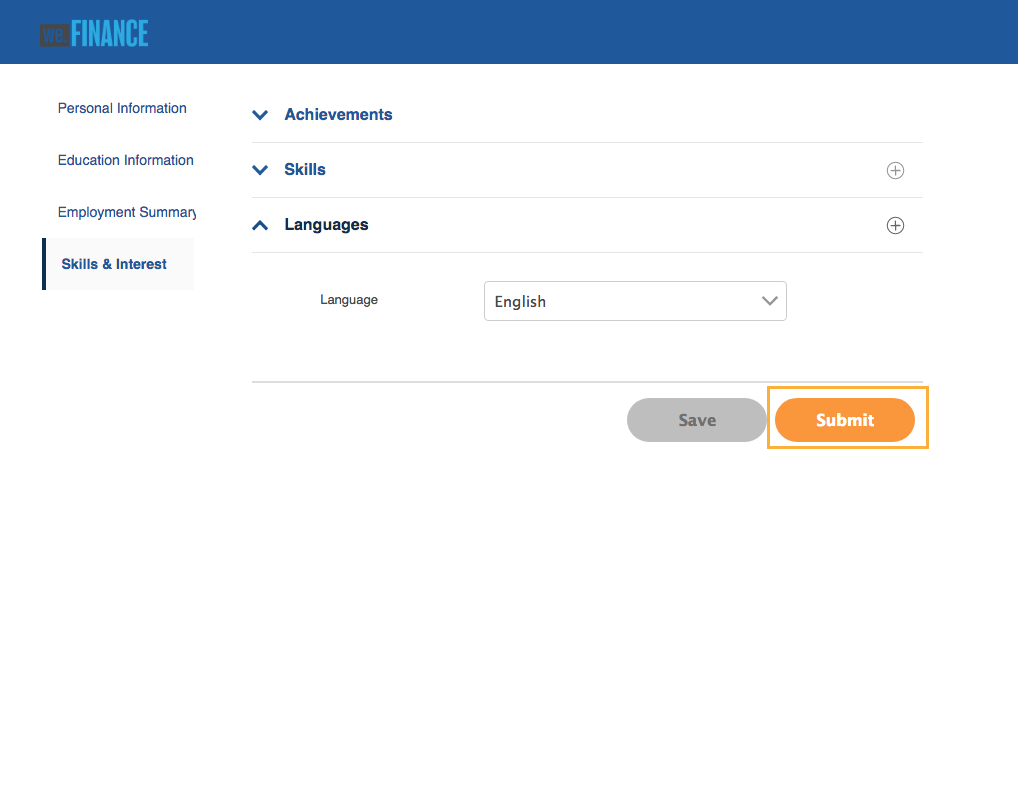 we.FINANCE
Personal Information
Education Information
Employment Summary
Skills & Interest
Achievements
Skills
Languages
Language
English
Save
Submit